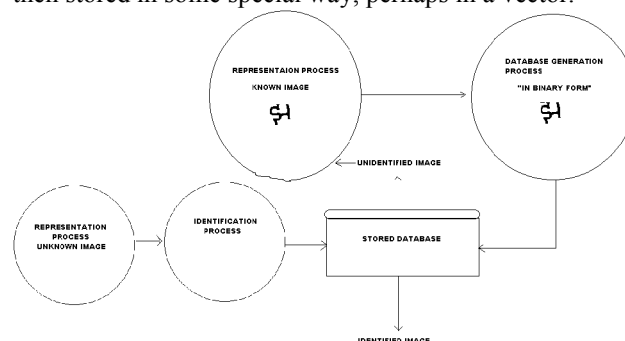 then stored in some special way, perhaps in a vector.
REPRESENTAION PROCESS
KNOWN IMAGE
DATABASE GENERATION
PROCESS
"IN BINARY FORM"
UNIDENTIFIED IMAGE
REPRESENTATION
PROCESS
UNKNOWN IMAGE
IDENTIFICATION
PROCESS
STORED DATABASE
IDENTIFIED IMAGE